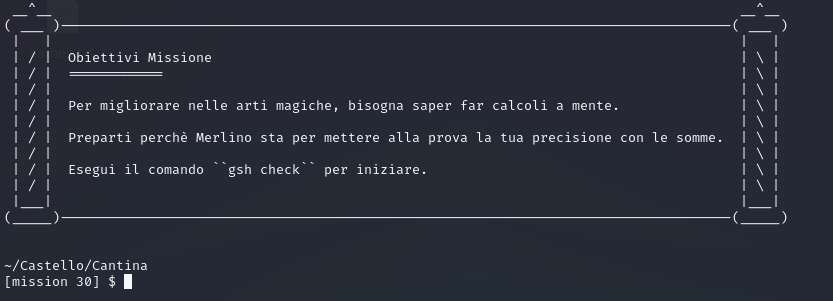 Obiettivi Missione
Per migliorare nelle arti magiche, bisogna saper far calcoli a mente.
Preparti perchè Merlino sta per mettere alla prova la tua precisione con le somme.
Esegui il comando ``gsh check`` per iniziare.
~/Castello/Cantina
[mission 30] $